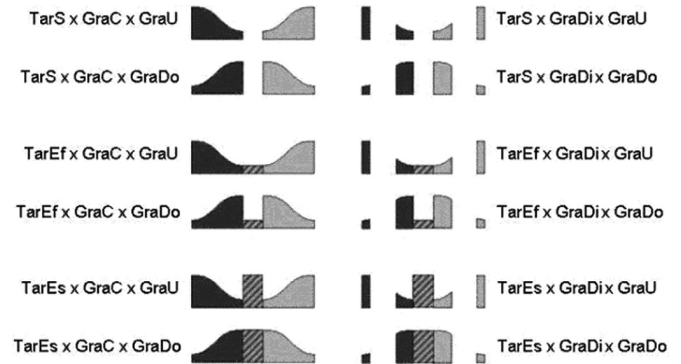 TarS x GraC x GraU
TarS x GraDi x GraU
TarS x GraC x GraDo
TarS x GraDi x GraDo
TarEf x GraC x GraU
TarEf x GraDi x GraU
TarEf x GraC x GraDo
TarEf x GraDi x GraDo
TarEs x GraC x GraU
TarEs x GraDi x GraU
TarEs x GraC x GraDo
TarEs x GraDi x GraDo